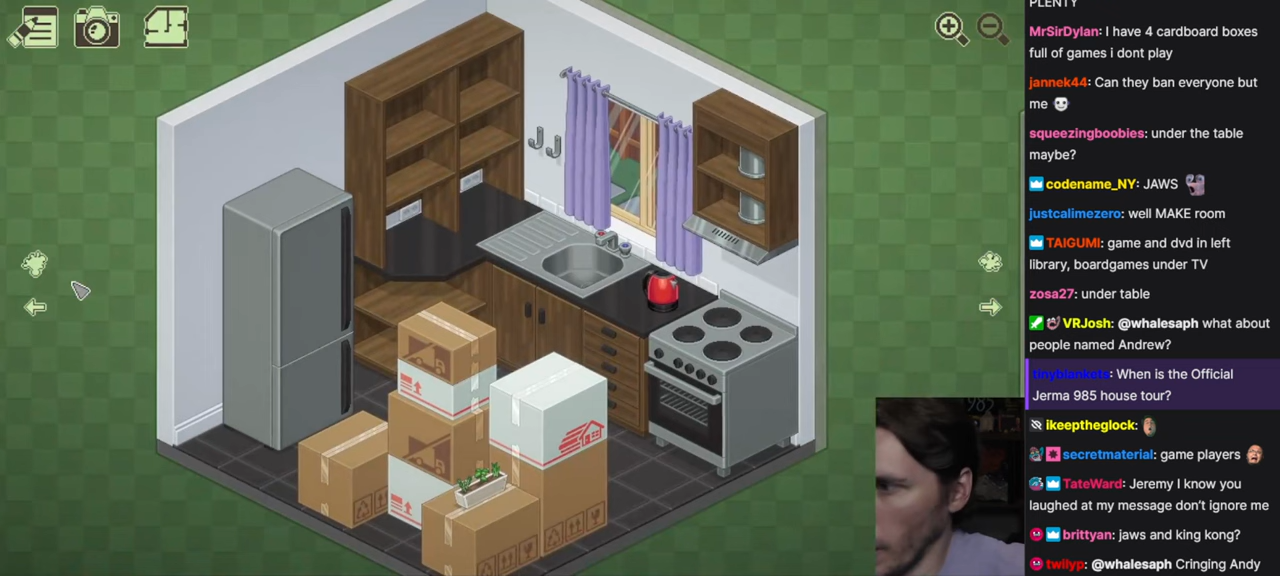 PLENTY
MrSirDylan: I have 4 cardboard boxes
full of games i dont play
jannek44: Can they ban everyone but
me
squeezingboobies: under the table
maybe?
codename_NY: JAWS
justcalimezero: well MAKE room
TAIGUMI: game and dvd in left
library, boardgames under TV
zosa27: under table
VRJosh: @whalesaph what about
people named Andrew?
tinyblankets: When is the Official
Jerma 985 house tour?
ikeeptheglock:
secretmaterial: game players
TateWard: Jeremy I know you
laughed at my message don't ignore me
brittyan: jaws and king kong?
twilyp: @whalesaph Cringing Andy
982